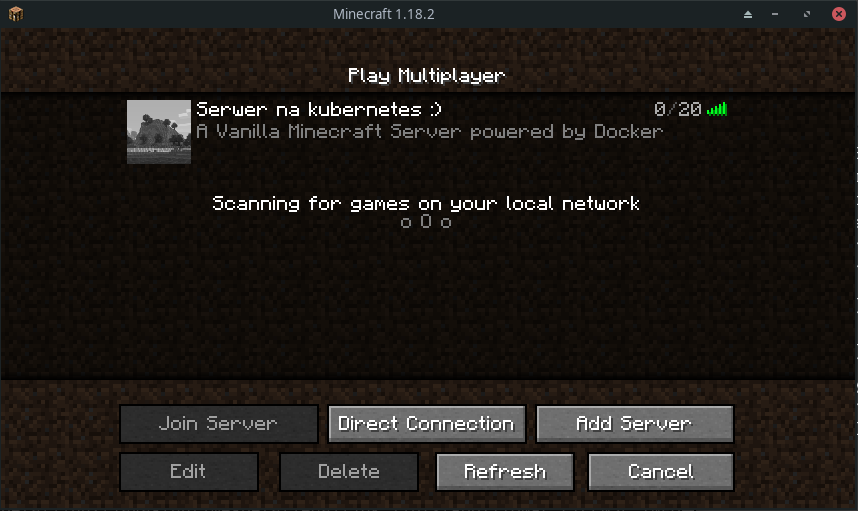 Minecraft 1.18.2
Play Multiplayer
Serwer na kubernetes :)
0/20
A Vanilla Minecraft Server powered by Docker
Scanning for games on your local network
o O o
Join Server
Direct Connection
Add Server
Edit
Delete
Refresh
Cancel